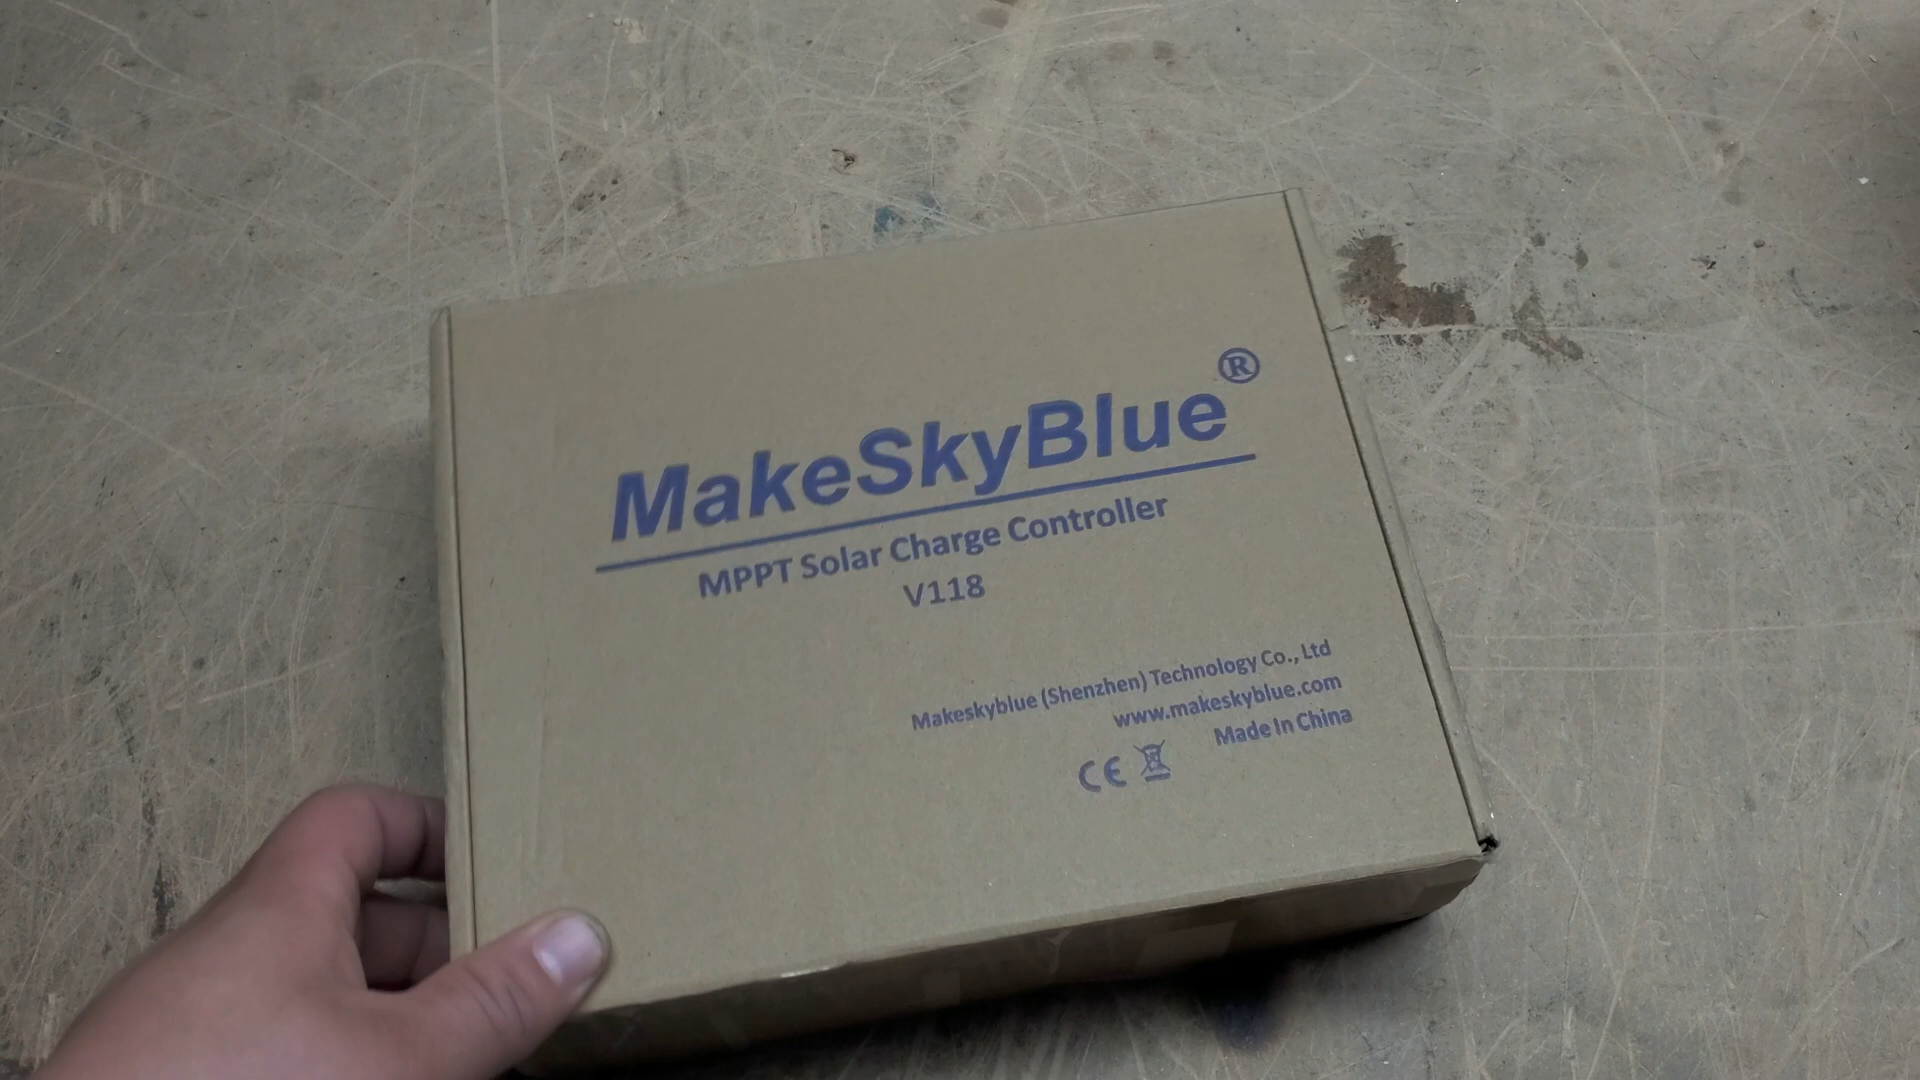 MakeSkyBlue®
MPPT Solar Charge Controller
V118
Makeskyblue (Shenzhen) Technology Co., Ltd
www.makeskyblue.com
Made In China
CE